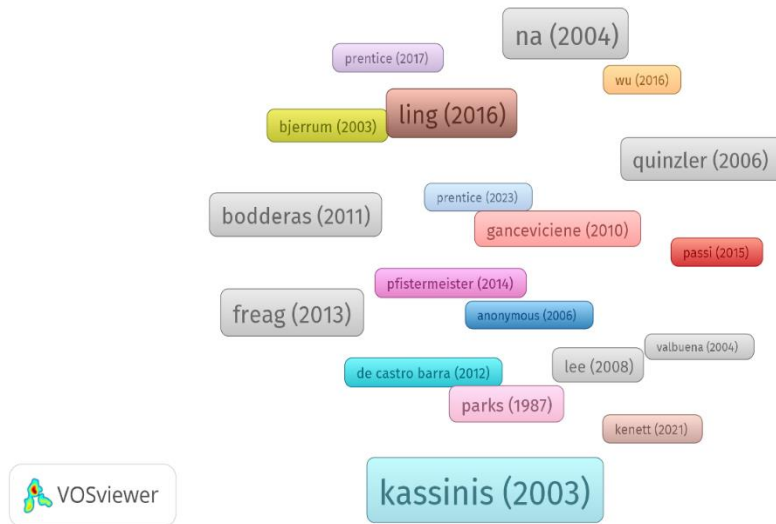 na (2004)
prentice (2017)
wu (2016)
ling (2016)
bjerrum (2003)
quinzler (2006)
prentice (2023)
bodderas (2011)
ganceviciene (2010)
passi (2015)
pfistermeister (2014)
freag (2013)
anonymous (2006)
valbuena (2004)
lee (2008)
de castro barra (2012)
parks (1987)
kenett (2021)
kassinis (2003)
VOSviewer